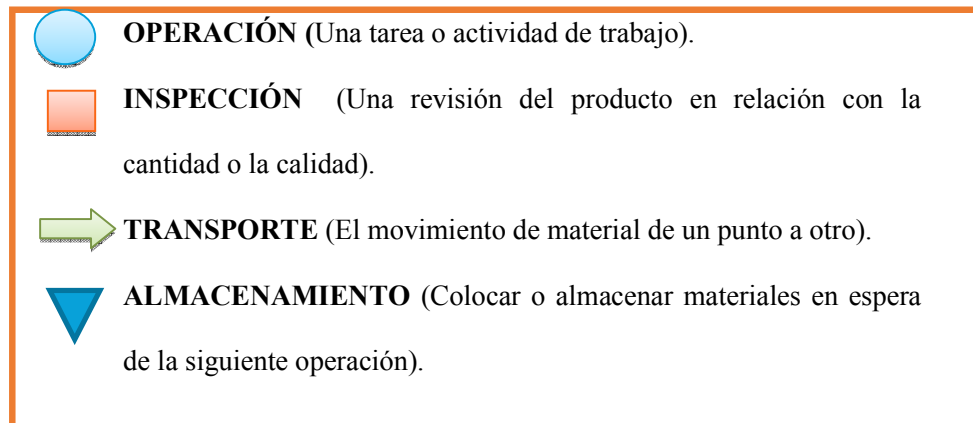 OPERACIÓN (Una tarea o actividad de trabajo).
INSPECCIÓN (Una revisión del producto en relación con la
cantidad o la calidad).
TRANSPORTE (El movimiento de material de un punto a otro).
ALMACENAMIENTO (Colocar o almacenar materiales en espera
de la siguiente operación).